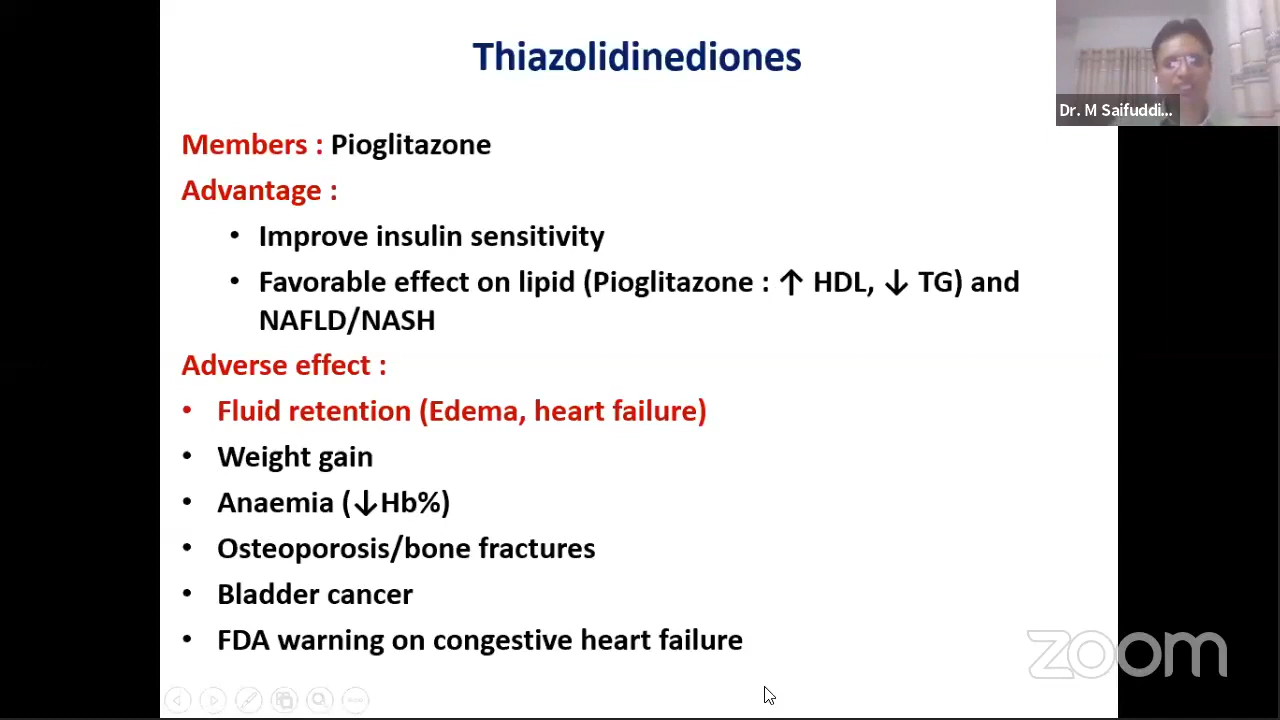 Thiazolidinediones
Dr. M Saifuddi...
Members : Pioglitazone
Advantage :
• Improve insulin sensitivity
• Favorable effect on lipid (Pioglitazone : ↑ HDL, ↓ TG) and
NAFLD/NASH
Adverse effect :
• Fluid retention (Edema, heart failure)
• Weight gain
• Anaemia (↓Hb%)
• Osteoporosis/bone fractures
• Bladder cancer
• FDA warning on congestive heart failure
zoom